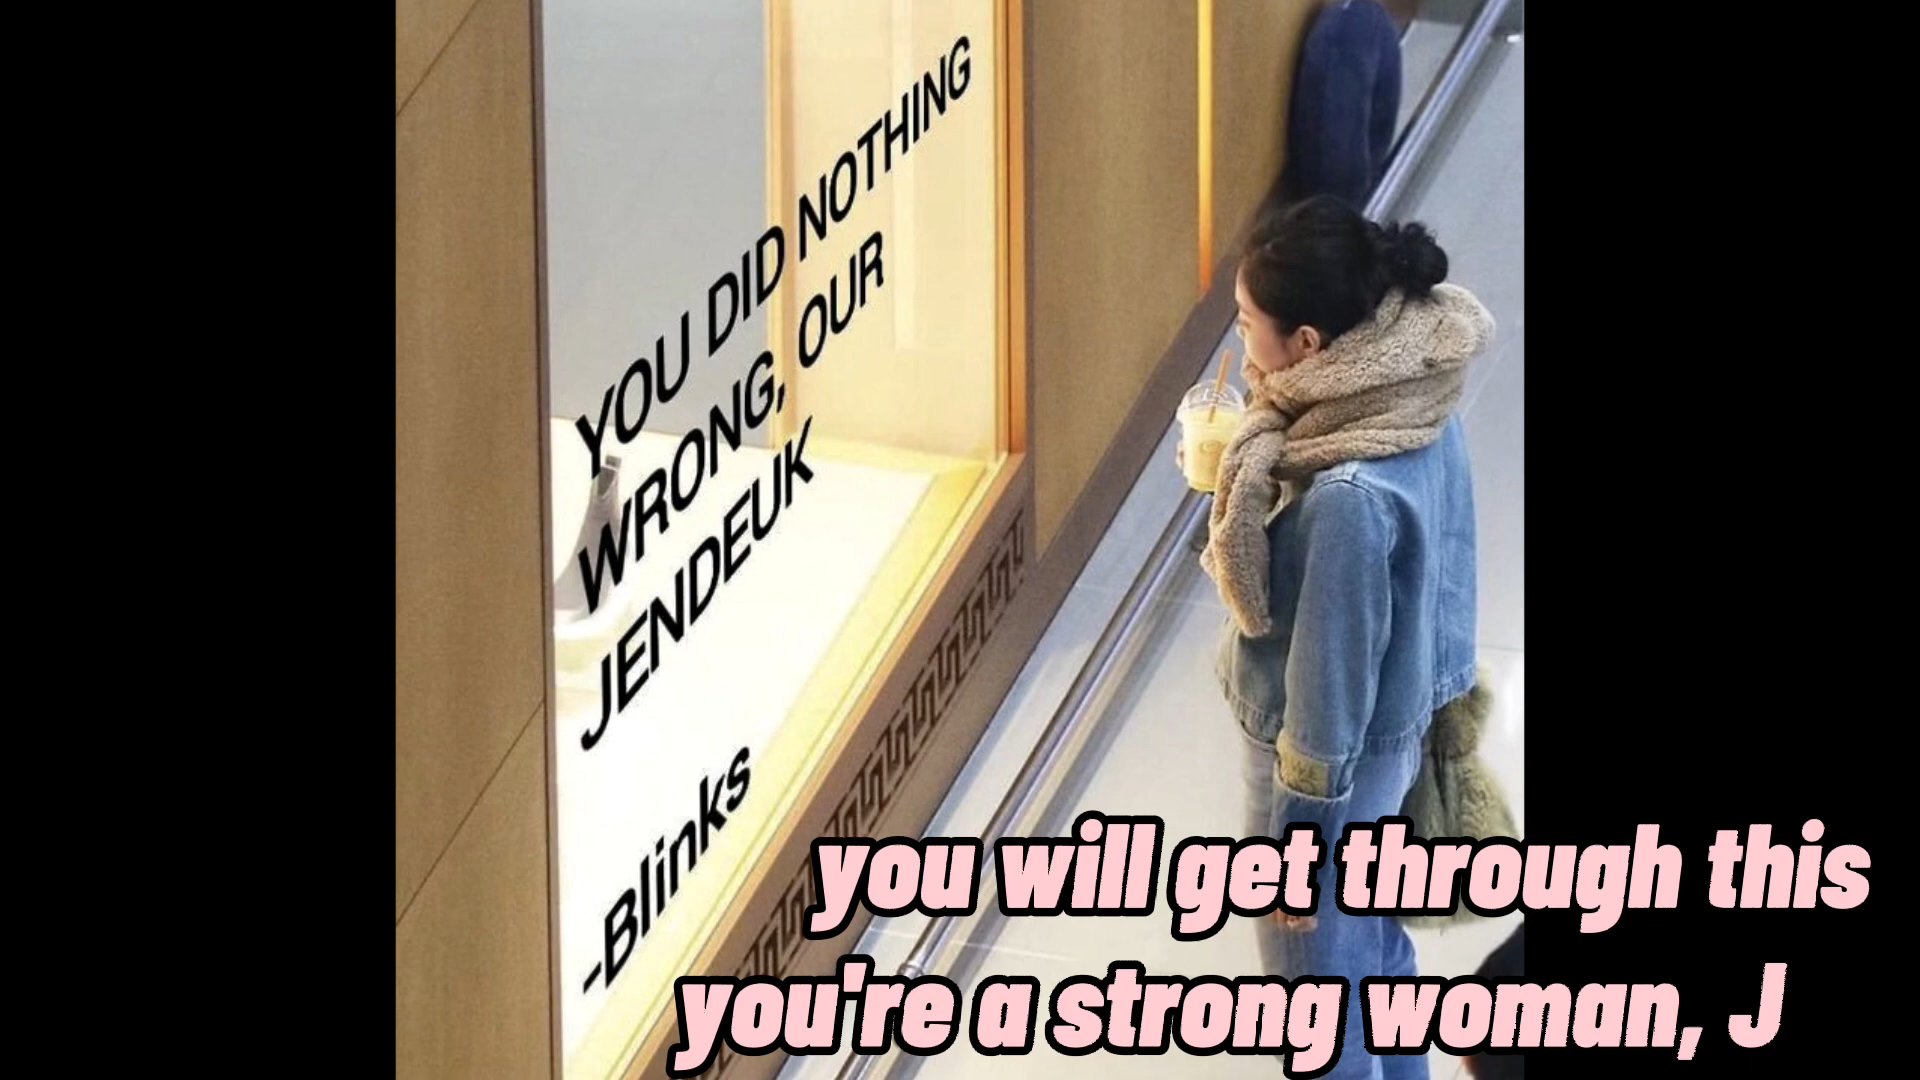 YOU DID NOTHING
WRONG, OUR
JENDEUK
-Blinks
you will get through this
you're a strong woman, J